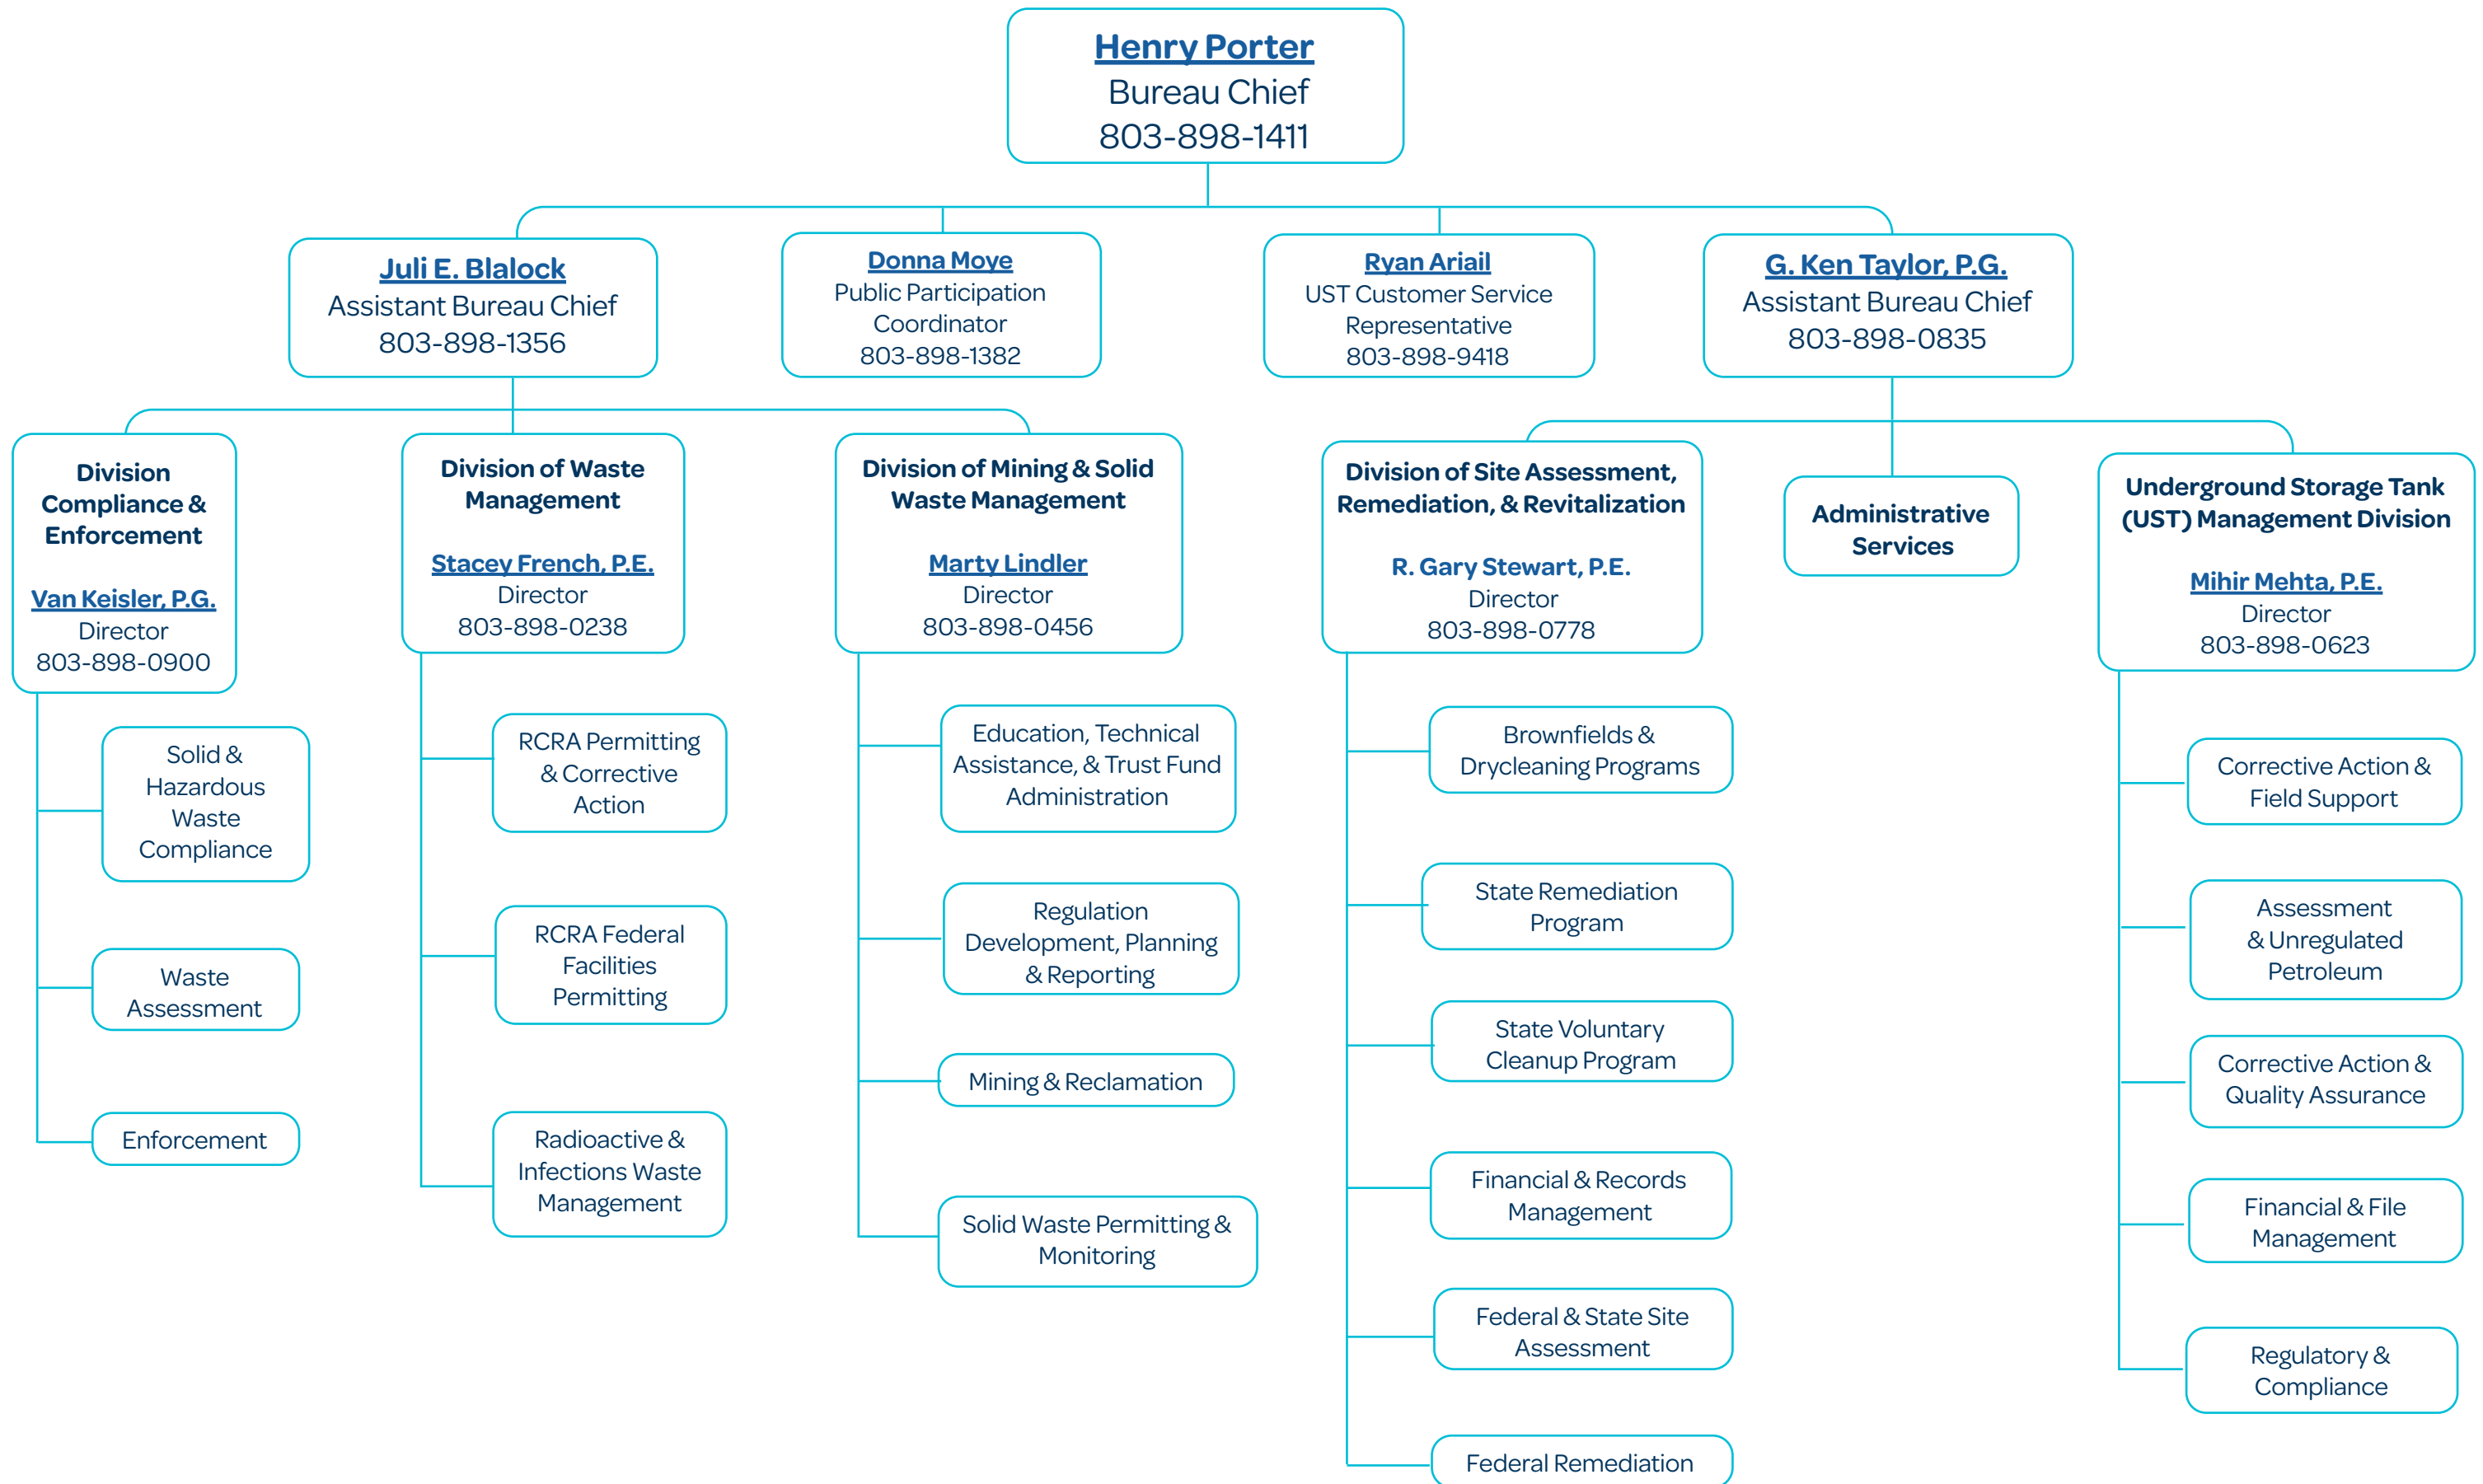 Henry Porter
Bureau Chief
803-898-1411
Juli E. Blalock
Assistant Bureau Chief
803-898-1356
Donna Moye
Public Participation
Coordinator
803-898-1382
Ryan Ariail
UST Customer Service
Representative
803-898-9418
G. Ken Taylor, P.G.
Assistant Bureau Chief
803-898-0835
Division
Compliance &
Enforcement
Van Keisler, P.G.
Director
803-898-0900
Solid &
Hazardous
Waste
Compliance
Waste
Assessment
Enforcement
Division of Waste
Management
Stacey French, P.E.
Director
803-898-0238
RCRA Permitting
& Corrective
Action
RCRA Federal
Facilities
Permitting
Radioactive &
Infections Waste
Management
Division of Mining & Solid
Waste Management
Marty Lindler
Director
803-898-0456
Education, Technical
Assistance, & Trust Fund
Administration
Regulation
Development, Planning
& Reporting
Mining & Reclamation
Solid Waste Permitting &
Monitoring
Division of Site Assessment,
Remediation, & Revitalization
R. Gary Stewart, P.E.
Director
803-898-0778
Brownfields &
Drycleaning Programs
State Remediation
Program
State Voluntary
Cleanup Program
Financial & Records
Management
Federal & State Site
Assessment
Federal Remediation
Administrative
Services
Underground Storage Tank
(UST) Management Division
Mihir Mehta, P.E.
Director
803-898-0623
Corrective Action &
Field Support
Assessment
& Unregulated
Petroleum
Corrective Action &
Quality Assurance
Financial & File
Management
Regulatory &
Compliance